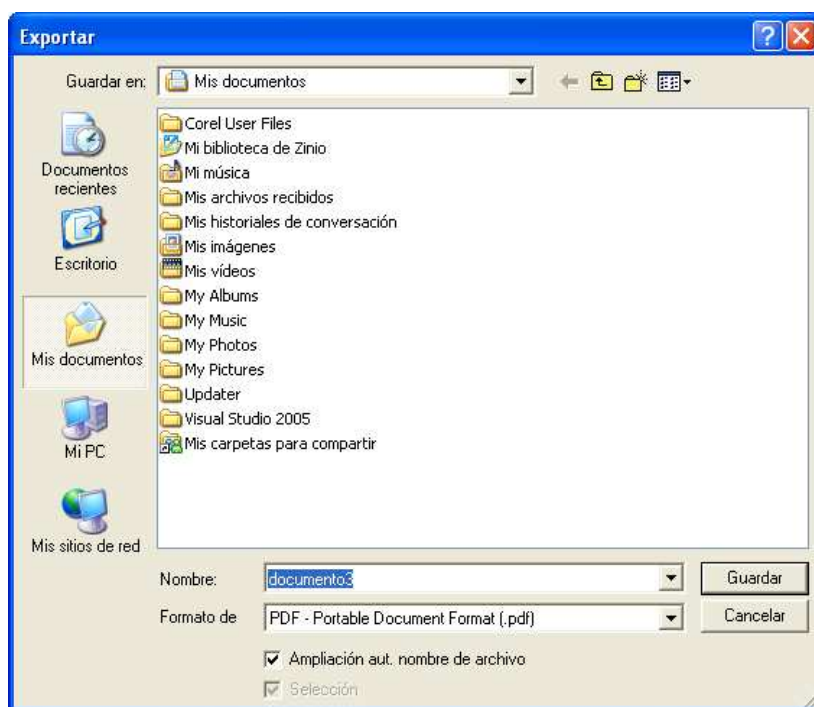 Exportar
Guardar en:
Mis documentos
Documentos
recientes
Escritorio
Mis documentos
Mi PC
Mis sitios de red
Corel User Files
Mi biblioteca de Zinio
Mi música
Mis archivos recibidos
Mis historiales de conversación
Mis imágenes
Mis vídeos
My Albums
My Music
My Photos
My Pictures
Updater
Visual Studio 2005
Mis carpetas para compartir
Nombre:
documento3
Guardar
Formato de
PDF - Portable Document Format (.pdf)
Cancelar
Ampliación aut. nombre de archivo
Selección